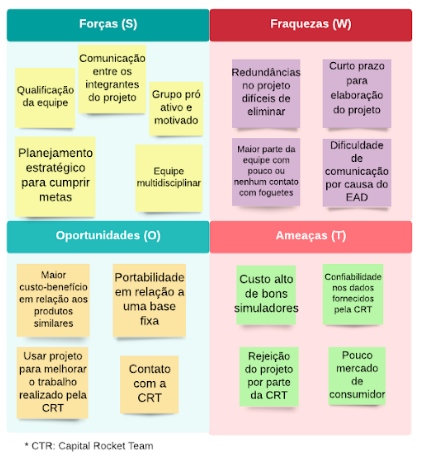 Forças (S)
Qualificação
da equipe
Comunicação
entre os
integrantes
do projeto
Grupo pró
ativo e
motivado
Planejamento
estratégico
para cumprir
metas
Equipe
multidisciplinar
Fraquezas (W)
Redundâncias
no projeto
difíceis de
eliminar
Curto prazo
para
elaboração
do projeto
Maior parte da
equipe com
pouco ou
nenhum contato
com foguetes
Dificuldade
de
comunicação
por causa do
EAD
Oportunidades (O)
Maior
custo-benefício
em relação aos
produtos
similares
Portabilidade
em relação a
uma base
fixa
Usar projeto
para melhorar
o trabalho
realizado pela
CRT
Contato
com a
CRT
Ameaças (T)
Custo alto
de bons
simuladores
Confiabilidade
nos dados
fornecidos
pela CRT
Rejeição
do projeto
por parte
da CRT
Pouco
mercado
de
consumidor
* CTR: Capital Rocket Team